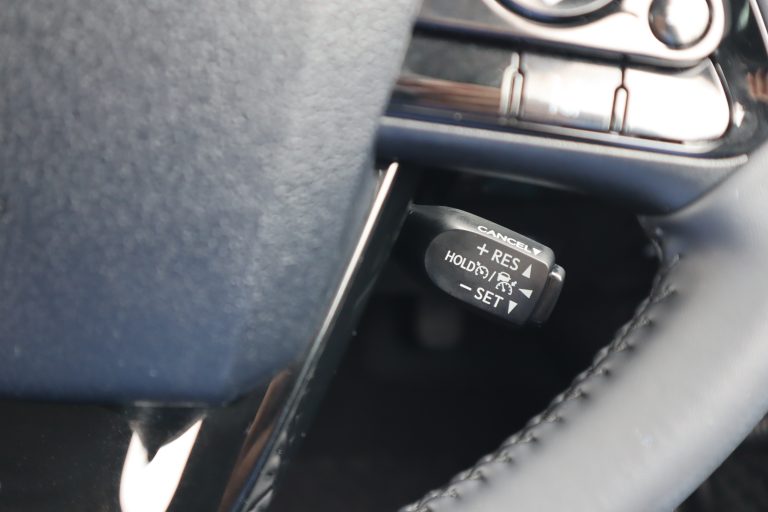 CANCEL▼
+ RES ▲
HOLD / ◀
− SET ▼